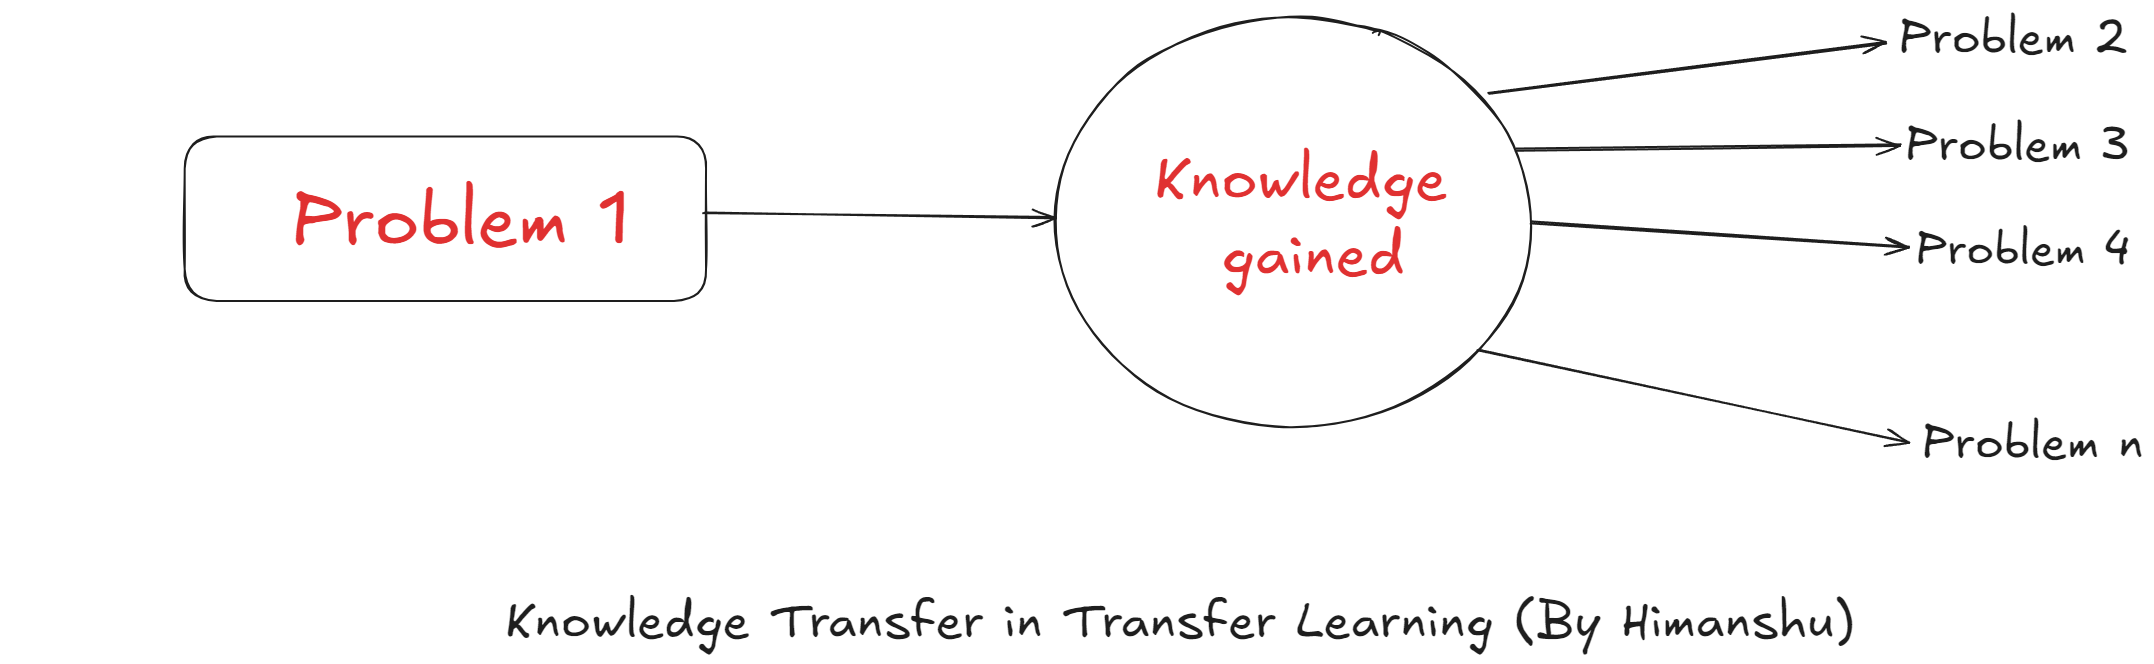 Problem 1
Knowledge
gained
Problem 2
Problem 3
Problem 4
Problem n
Knowledge Transfer in Transfer Learning (By Himanshu)